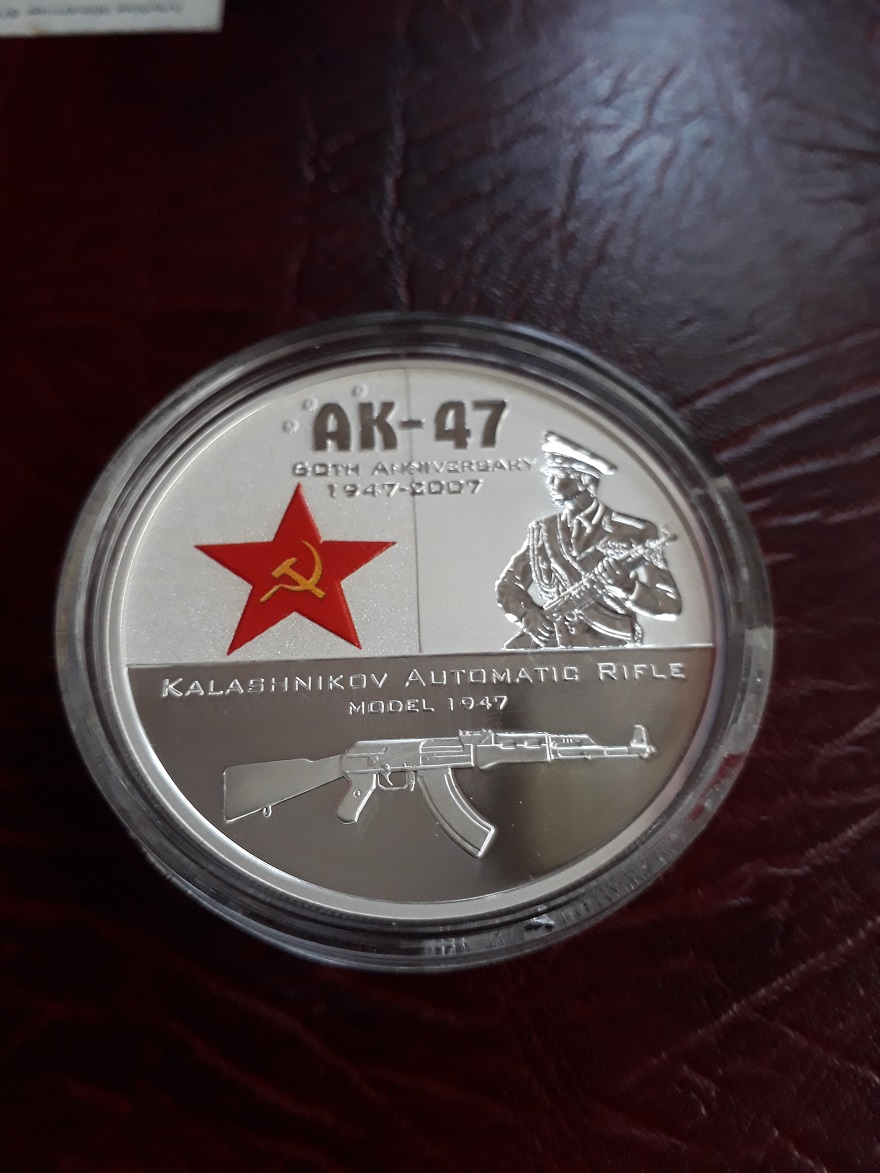 AK-47
60TH ANNIVERSARY
1947-2007
KALASHNIKOV AUTOMATIC RIFLE
MODEL 1947